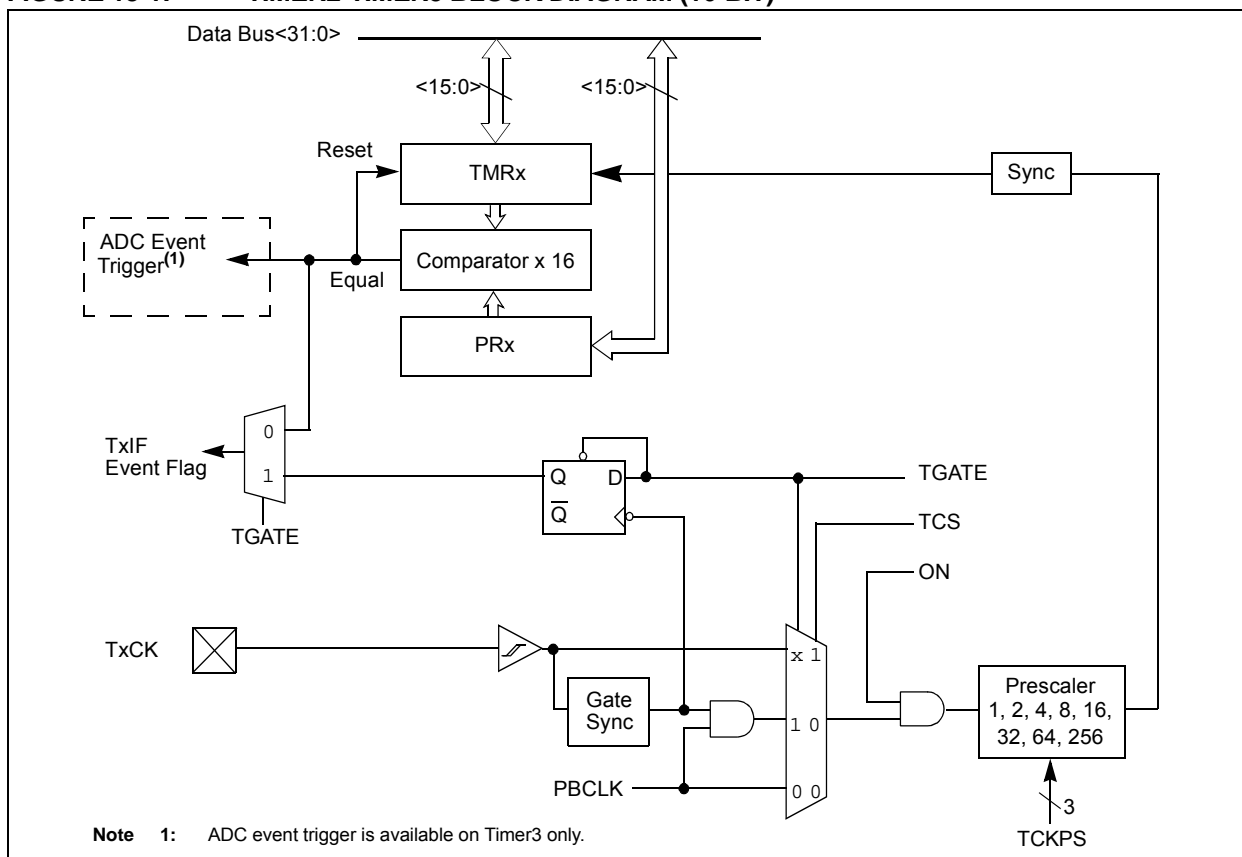 Data Bus<31:0>
<15:0>
<15:0>
Reset
TMRx
Sync
ADC Event
Trigger(1)
Equal
Comparator x 16
PRx
0
TxIF
Event Flag
1
Q
D
Q
TGATE
TGATE
TCS
ON
TxCK
x 1
Gate
Sync
1 0
Prescaler
1, 2, 4, 8, 16,
32, 64, 256
PBCLK
0 0
3
TCKPS
Note 1: ADC event trigger is available on Timer3 only.